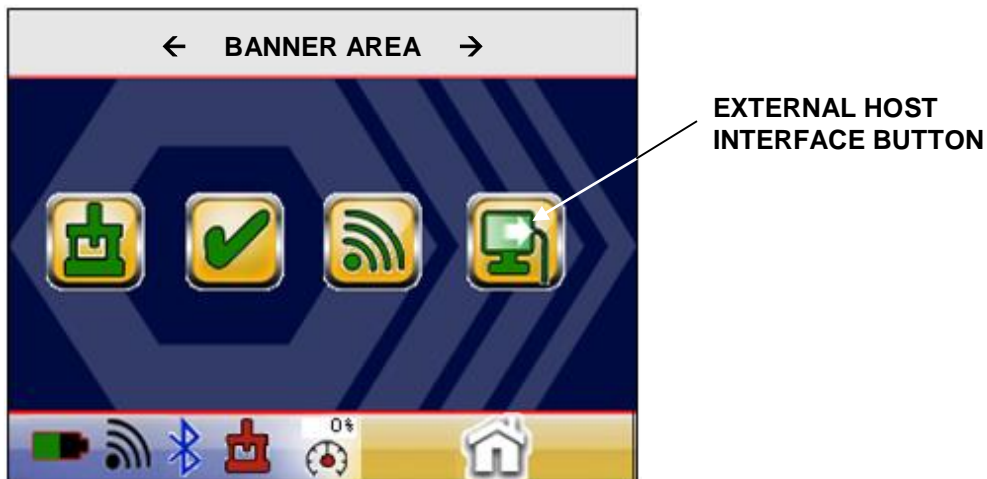 ← BANNER AREA →
EXTERNAL HOST
INTERFACE BUTTON
0%